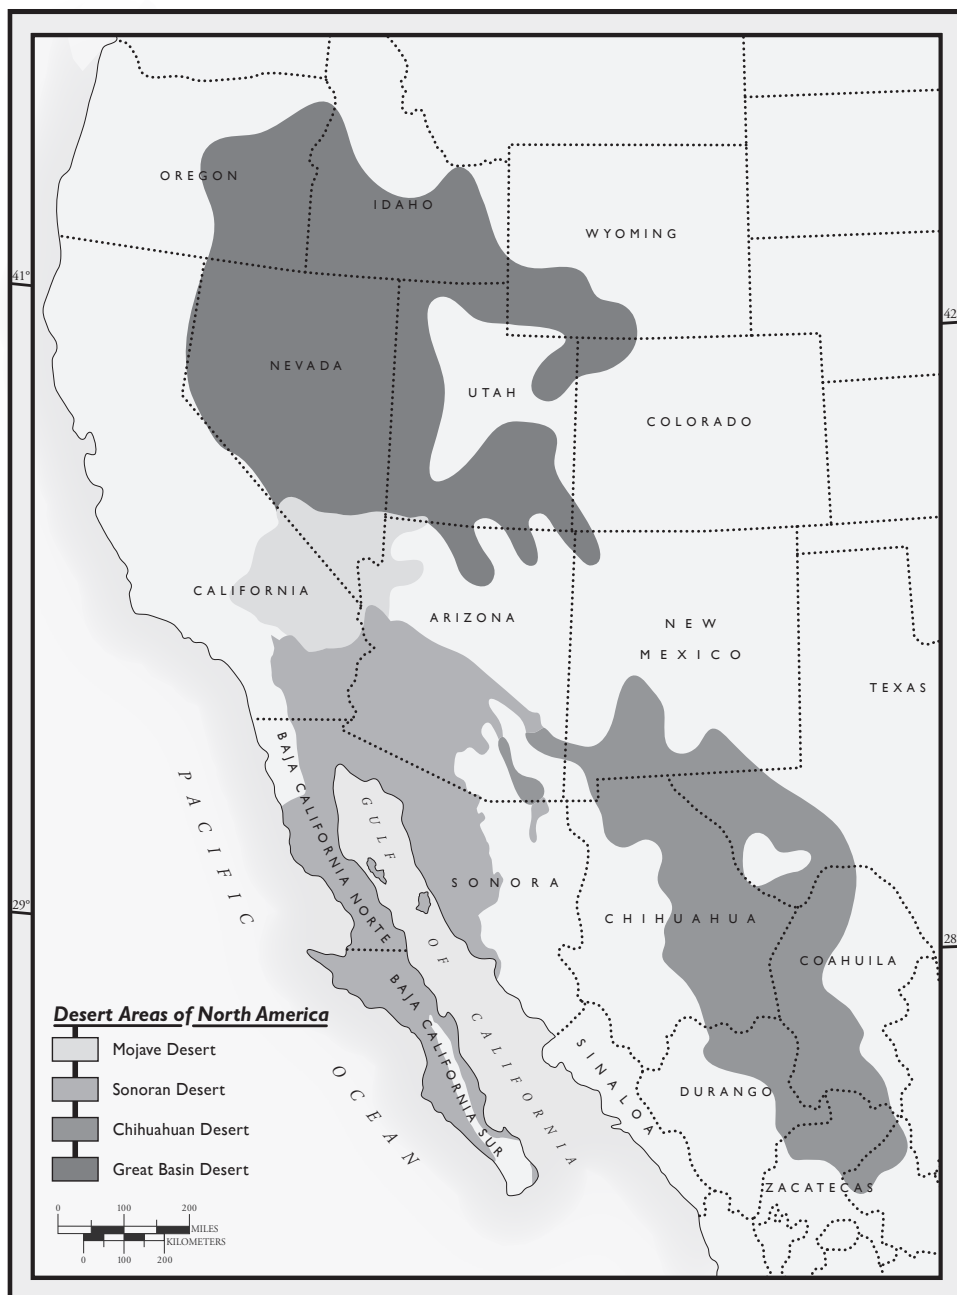 OREGON
IDAHO
WYOMING
41°
42
NEVADA
UTAH
COLORADO
CALIFORNIA
ARIZONA
NEW
MEXICO
TEXAS
PACIFIC
OCEAN
BAJA CALIFORNIA NORTE
GULF OF CALIFORNIA
SONORA
CHIHUAHUA
29°
28
COAHUILA
BAJA CALIFORNIA SUR
SINALOA
DURANGO
ZACATECAS
Desert Areas of North America
Mojave Desert
Sonoran Desert
Chihuahuan Desert
Great Basin Desert
0 100 200
MILES
KILOMETERS
0 100 200